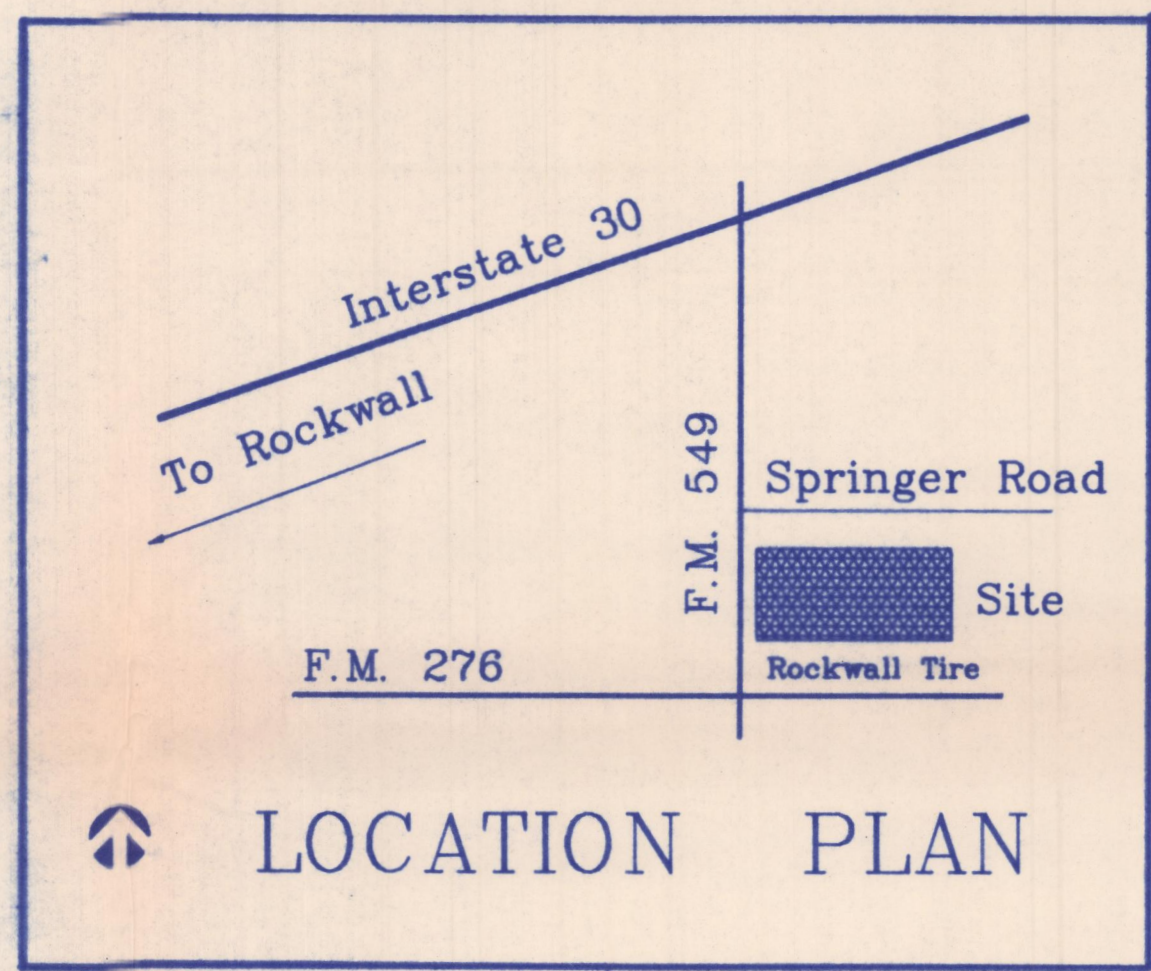 Interstate 30
To Rockwall
F.M. 549
Springer Road
Site
F.M. 276
Rockwall Tire
LOCATION PLAN